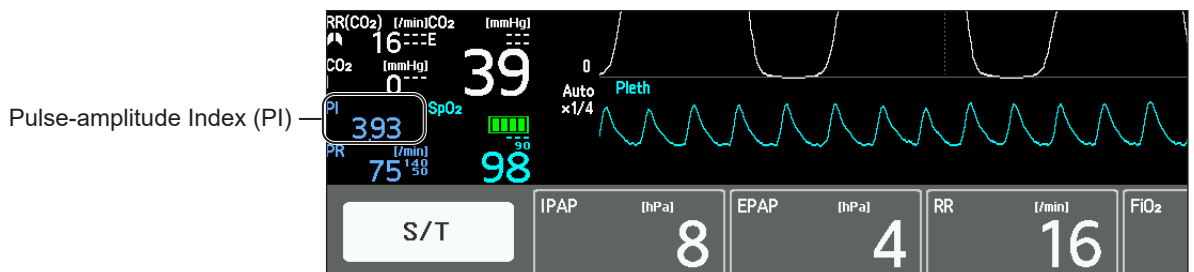 RR(CO₂) [/min] CO₂ [mmHg]
16 --- E ---
CO₂ [mmHg] 39
I 0 ---
0
Auto Pleth
×1/4
Pulse-amplitude Index (PI)
PI SpO₂
393
-- 90
PR [/min]
75 140 50 98
S/T
IPAP [hPa] EPAP [hPa] RR [/min] FiO₂
8 4 16